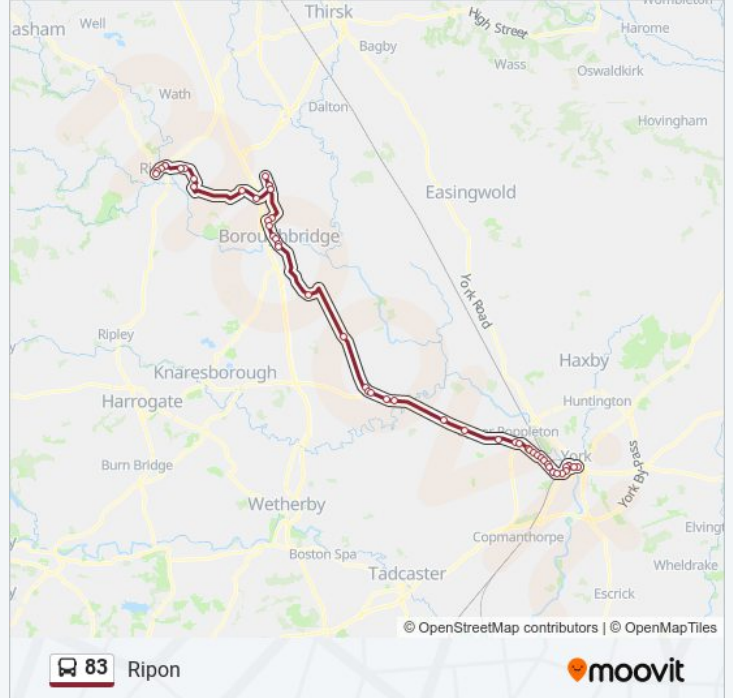 Thirsk
Well
asham
High Street
Harome
Bagby
Wass
Oswaldkirk
Wath
Dalton
Hovingham
Easingwold
Boroughbridge
York Road
Ripley
Haxby
Knaresborough
Harrogate
Huntington
Poppleton
York
Burn Bridge
York By-Pass
Wetherby
Elvingt
Copmanthorpe
Boston Spa
Wheldrake
Tadcaster
Escrick
© OpenStreetMap contributors | © OpenMapTiles
83 Ripon
moovit